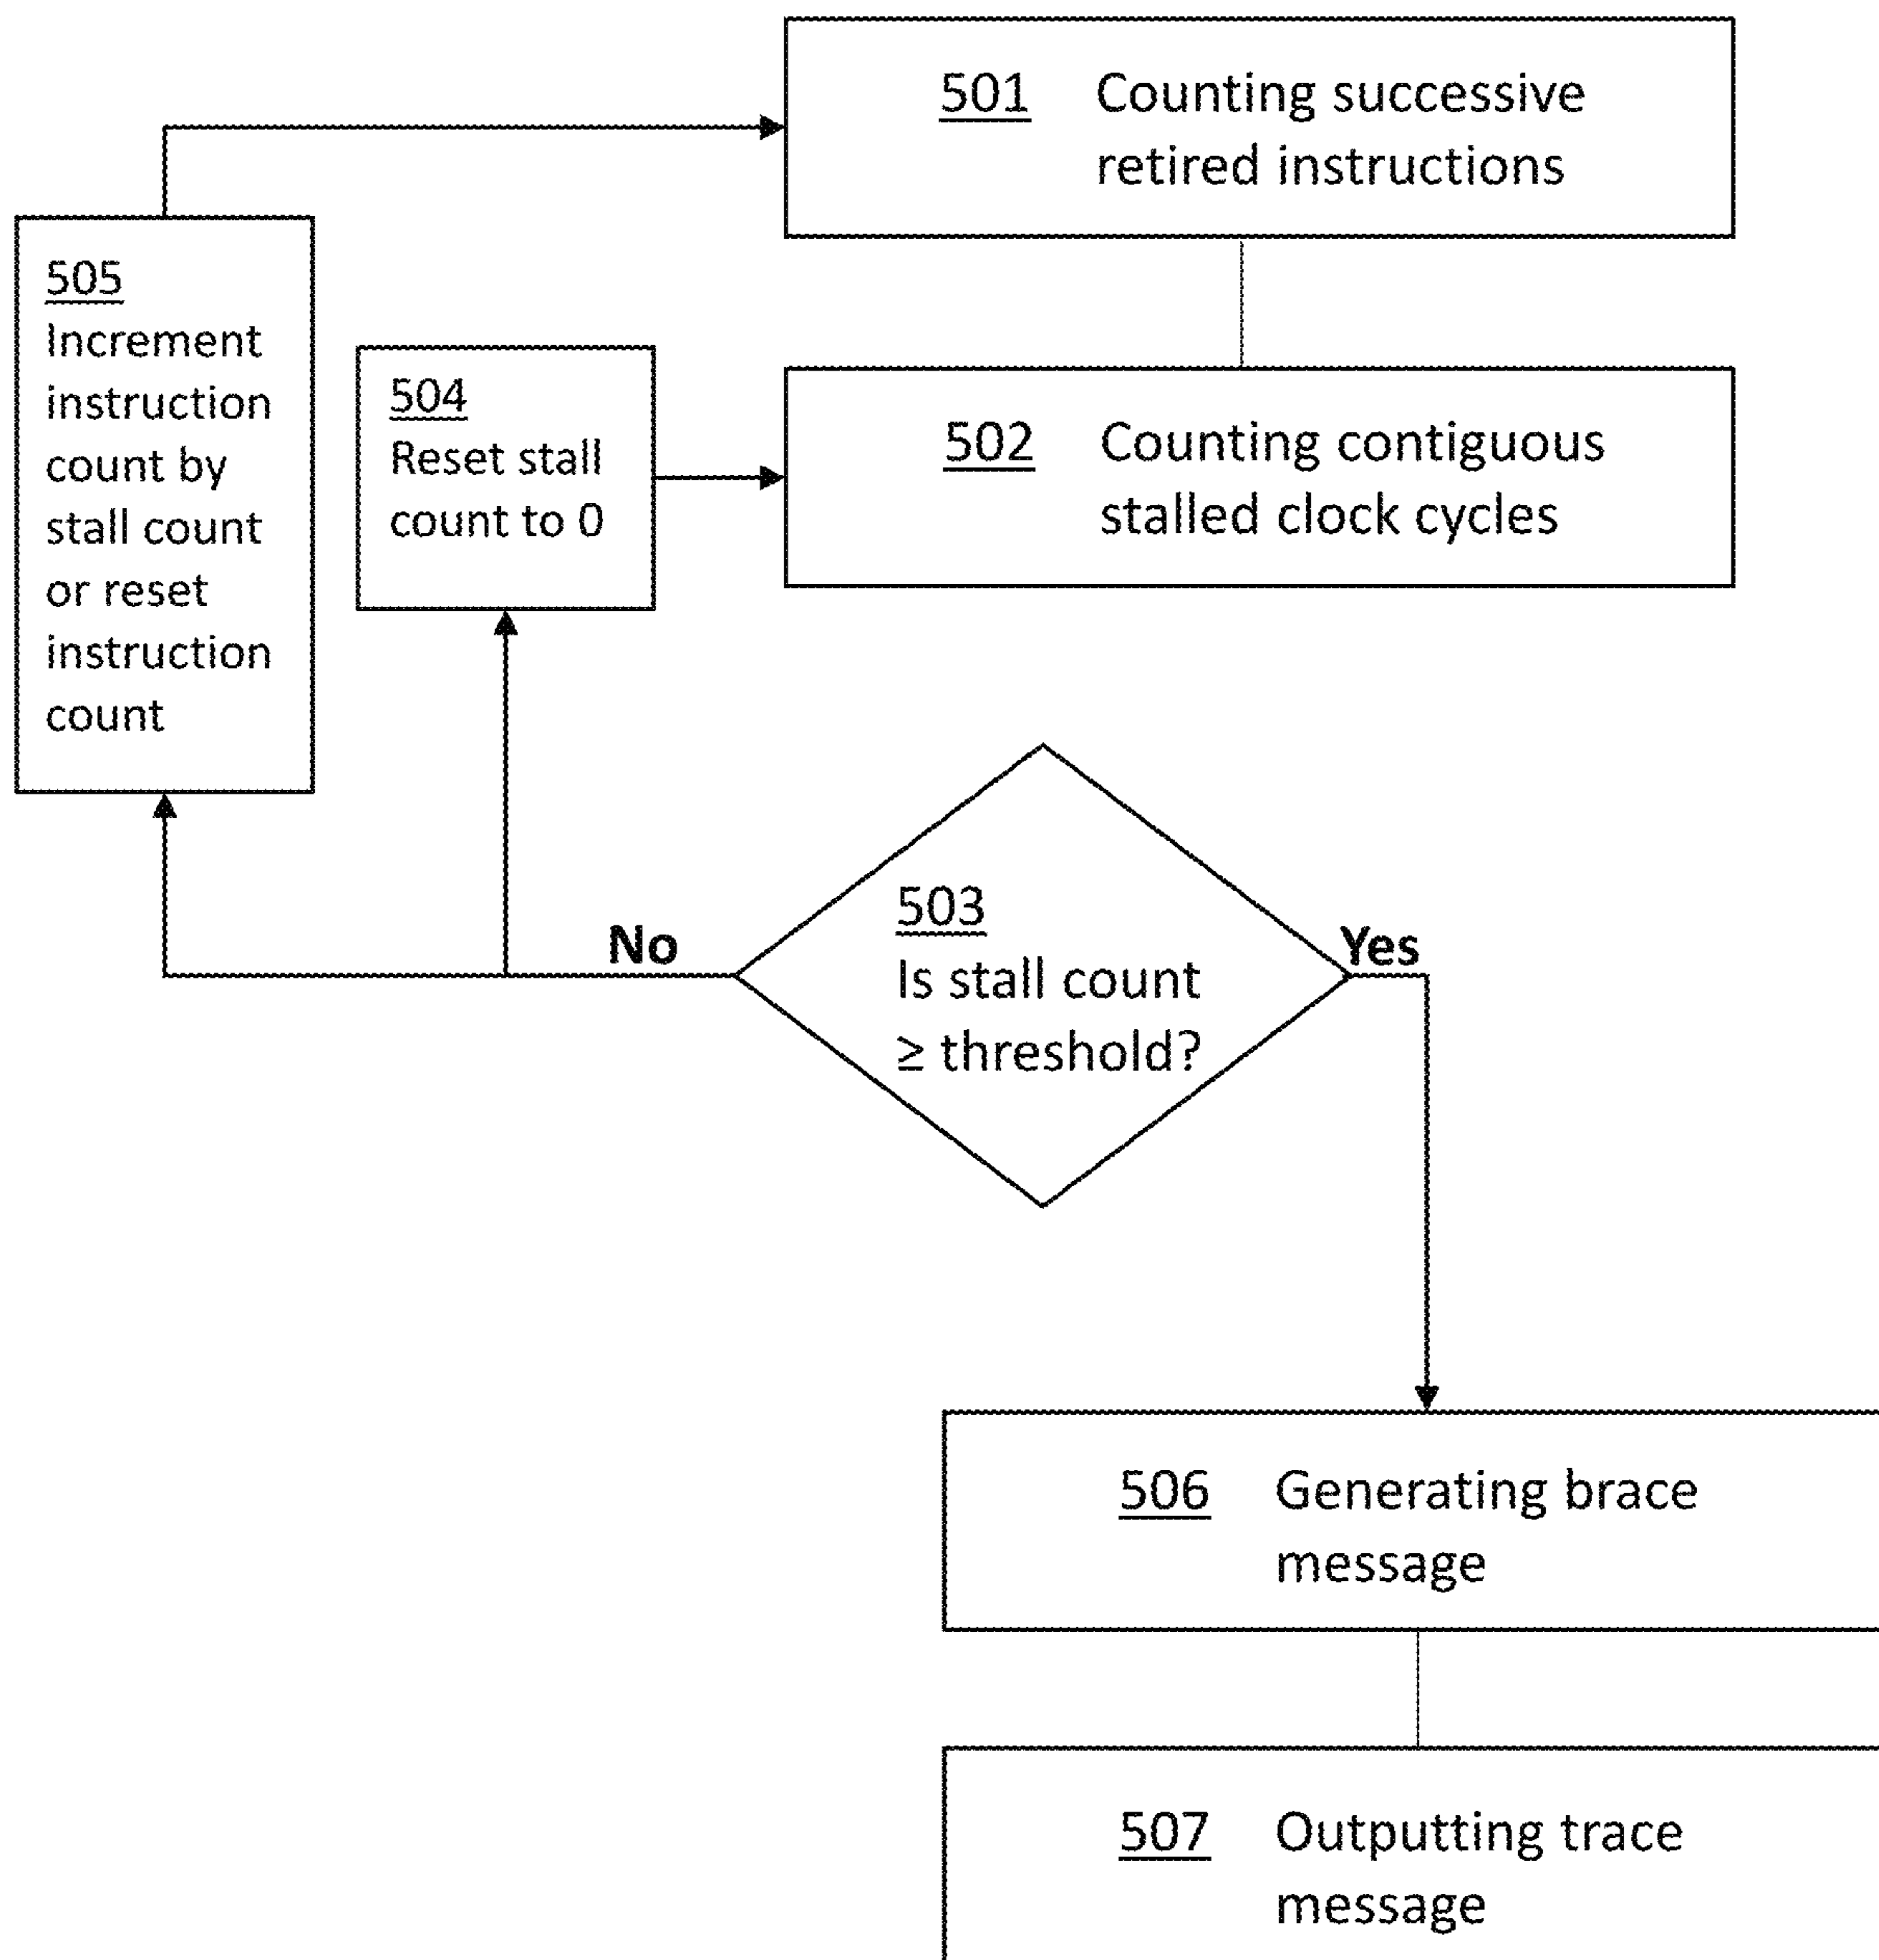 501 Counting successive
retired instructions
505
Increment
instruction
count by
stall count
or reset
instruction
count
504
Reset stall
count to 0
502 Counting contiguous
stalled clock cycles
No
503
Is stall count
≥ threshold?
Yes
506 Generating brace
message
507 Outputting trace
message